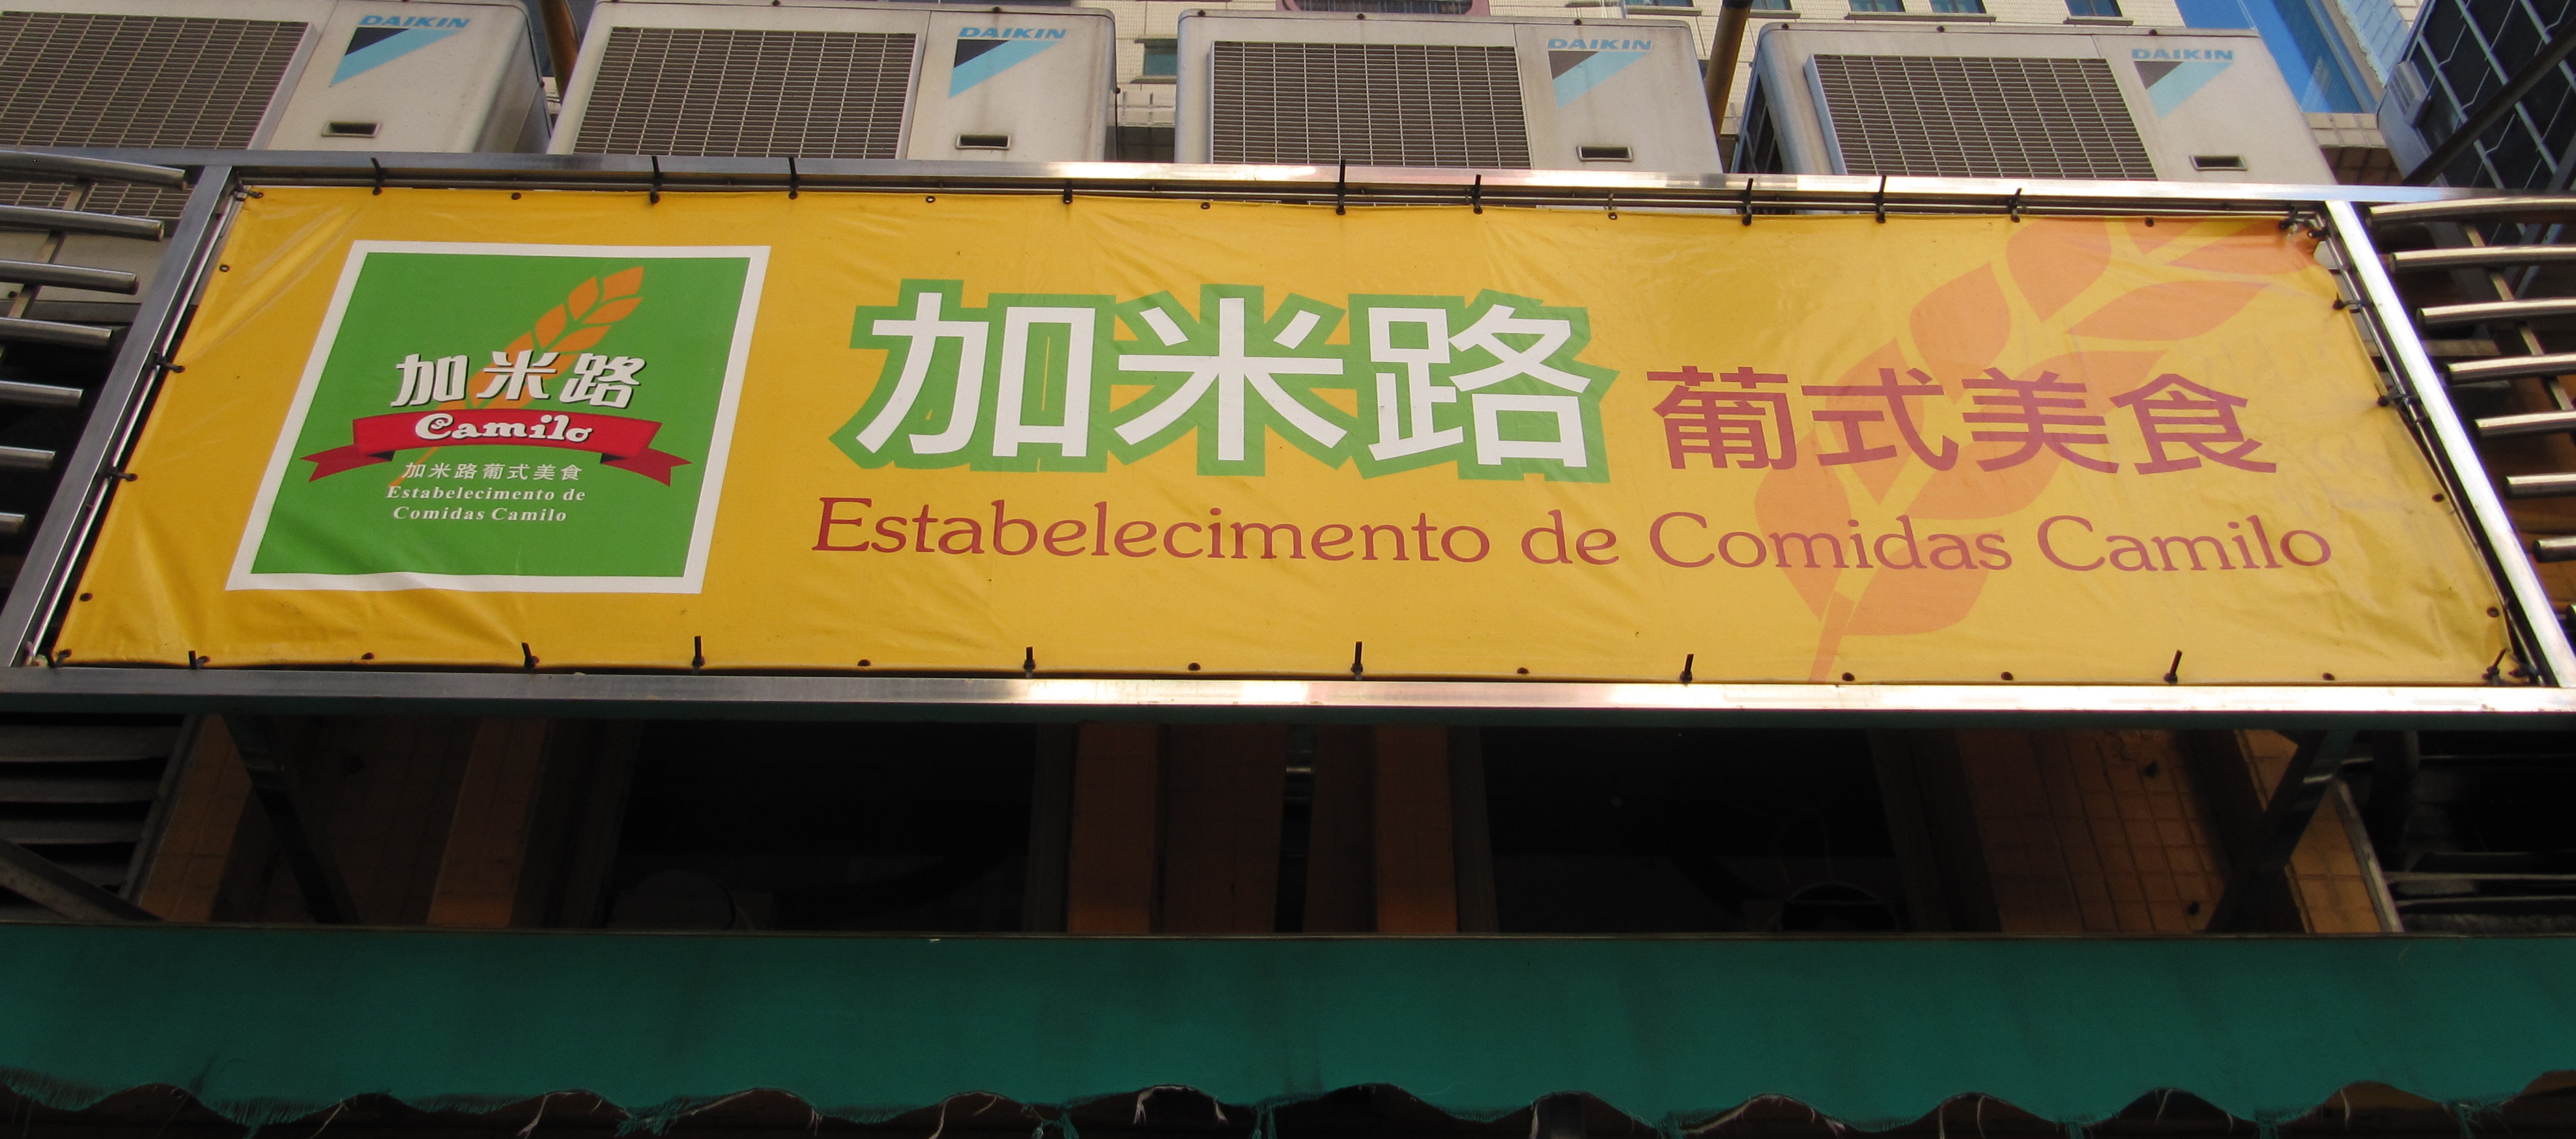 DAIKIN
DAIKIN
DAIKIN
DAIKIN
加米路
Camilo
加米路葡式美食
Estabelecimento de
Comidas Camilo
加米路 葡式美食
Estabelecimento de Comidas Camilo